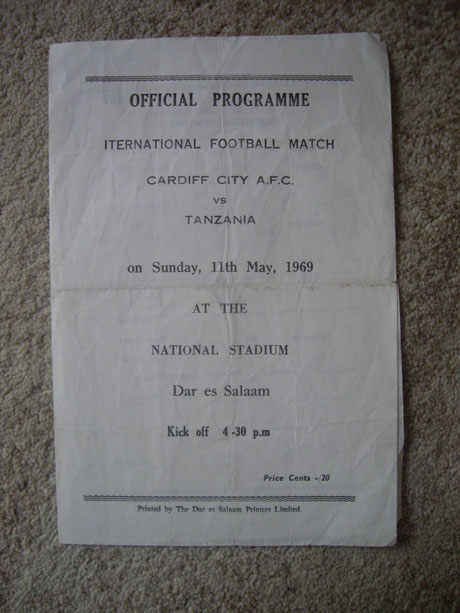 OFFICIAL PROGRAMME
ITERNATIONAL FOOTBALL MATCH
CARDIFF CITY A.F.C.
vs
TANZANIA
on Sunday, 11th May, 1969
AT THE
NATIONAL STADIUM
Dar es Salaam
Kick off 4-30 p.m
Price Cents -/20
Printed by The Dar es Salaam Printers Limited.